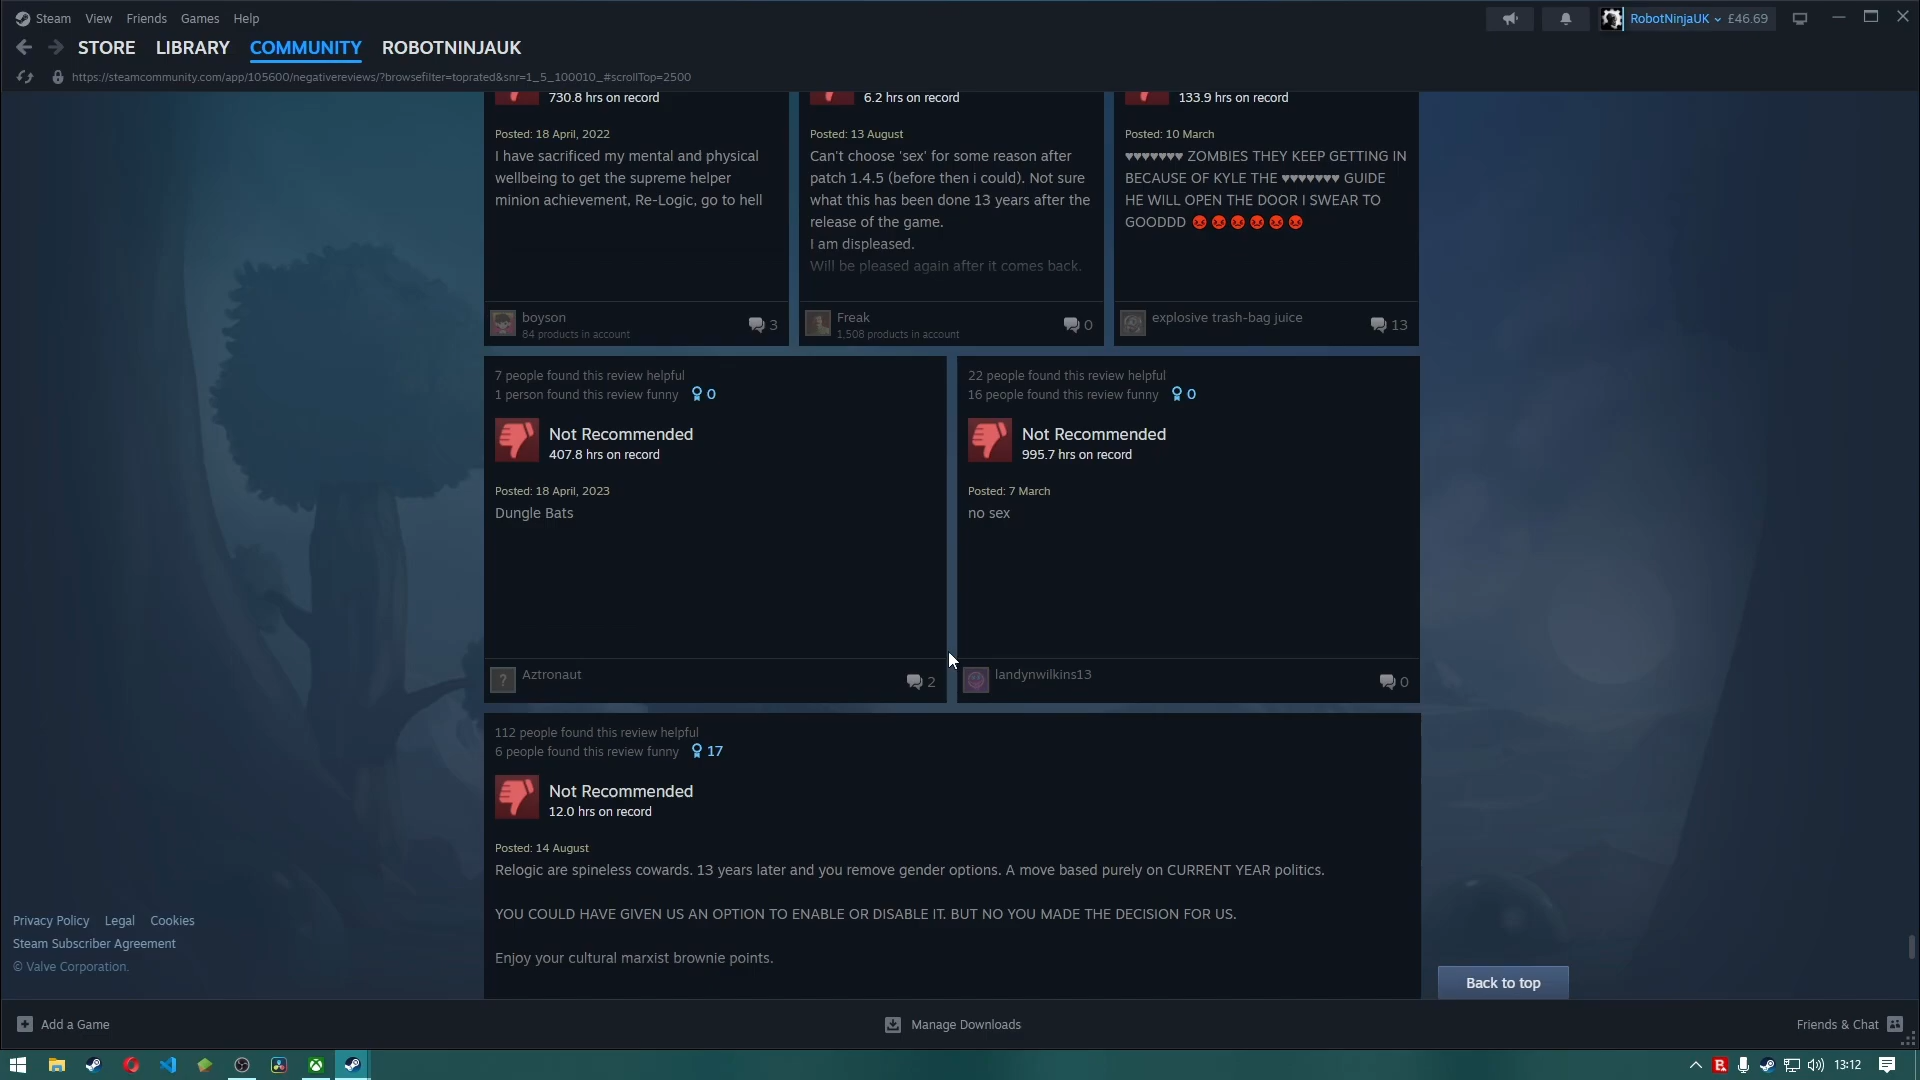 Steam View Friends Games Help
RobotNinjaUK £46.69
STORE LIBRARY COMMUNITY ROBOTNINJAUK
https://steamcommunity.com/app/105600/negativereviews/?browsefilter=toprated&snr=1_5_100010_#scrollTop=2500
730.8 hrs on record
Posted: 18 April, 2022
I have sacrificed my mental and physical
wellbeing to get the supreme helper
minion achievement, Re-Logic, go to hell
boyson
84 products in account
3
6.2 hrs on record
Posted: 13 August
Can't choose 'sex' for some reason after
patch 1.4.5 (before then i could). Not sure
what this has been done 13 years after the
release of the game.
I am displeased.
Will be pleased again after it comes back.
Freak
1,508 products in account
0
133.9 hrs on record
Posted: 10 March
♥♥♥♥♥♥♥ ZOMBIES THEY KEEP GETTING IN
BECAUSE OF KYLE THE ♥♥♥♥♥♥♥ GUIDE
HE WILL OPEN THE DOOR I SWEAR TO
GOODDD 😡😡😡😡😡😡
explosive trash-bag juice
13
7 people found this review helpful
1 person found this review funny 0
Not Recommended
407.8 hrs on record
Posted: 18 April, 2023
Dungle Bats
? Aztronaut
2
22 people found this review helpful
16 people found this review funny 0
Not Recommended
995.7 hrs on record
Posted: 7 March
no sex
landynwilkins13
0
112 people found this review helpful
6 people found this review funny 17
Not Recommended
12.0 hrs on record
Posted: 14 August
Relogic are spineless cowards. 13 years later and you remove gender options. A move based purely on CURRENT YEAR politics.
YOU COULD HAVE GIVEN US AN OPTION TO ENABLE OR DISABLE IT. BUT NO YOU MADE THE DECISION FOR US.
Enjoy your cultural marxist brownie points.
Privacy Policy Legal Cookies
Steam Subscriber Agreement
© Valve Corporation.
Back to top
Add a Game
Manage Downloads
Friends & Chat
13:12